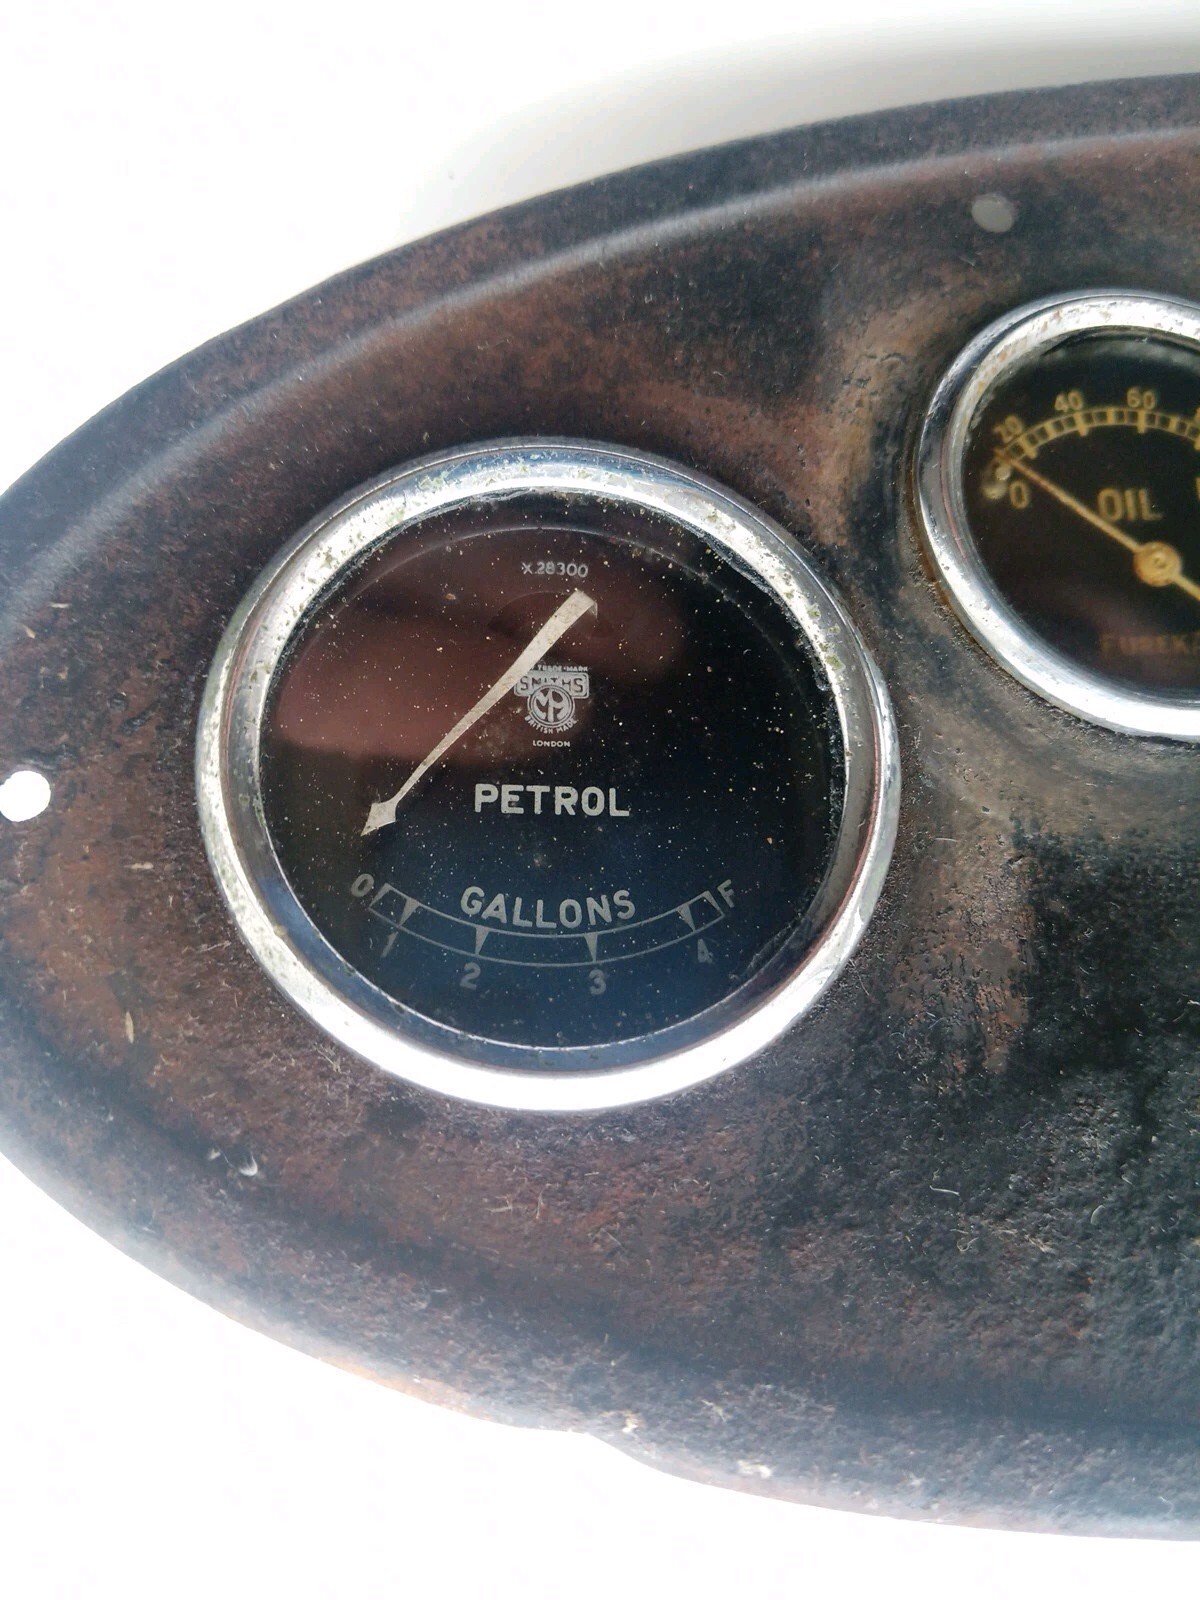 X.28300
TRADE-MARK
SMITHS
MA
BRITISH MADE
LONDON
PETROL
GALLONS
0 F
1 2 3 4
0 20 40 60
OIL
EUREKA